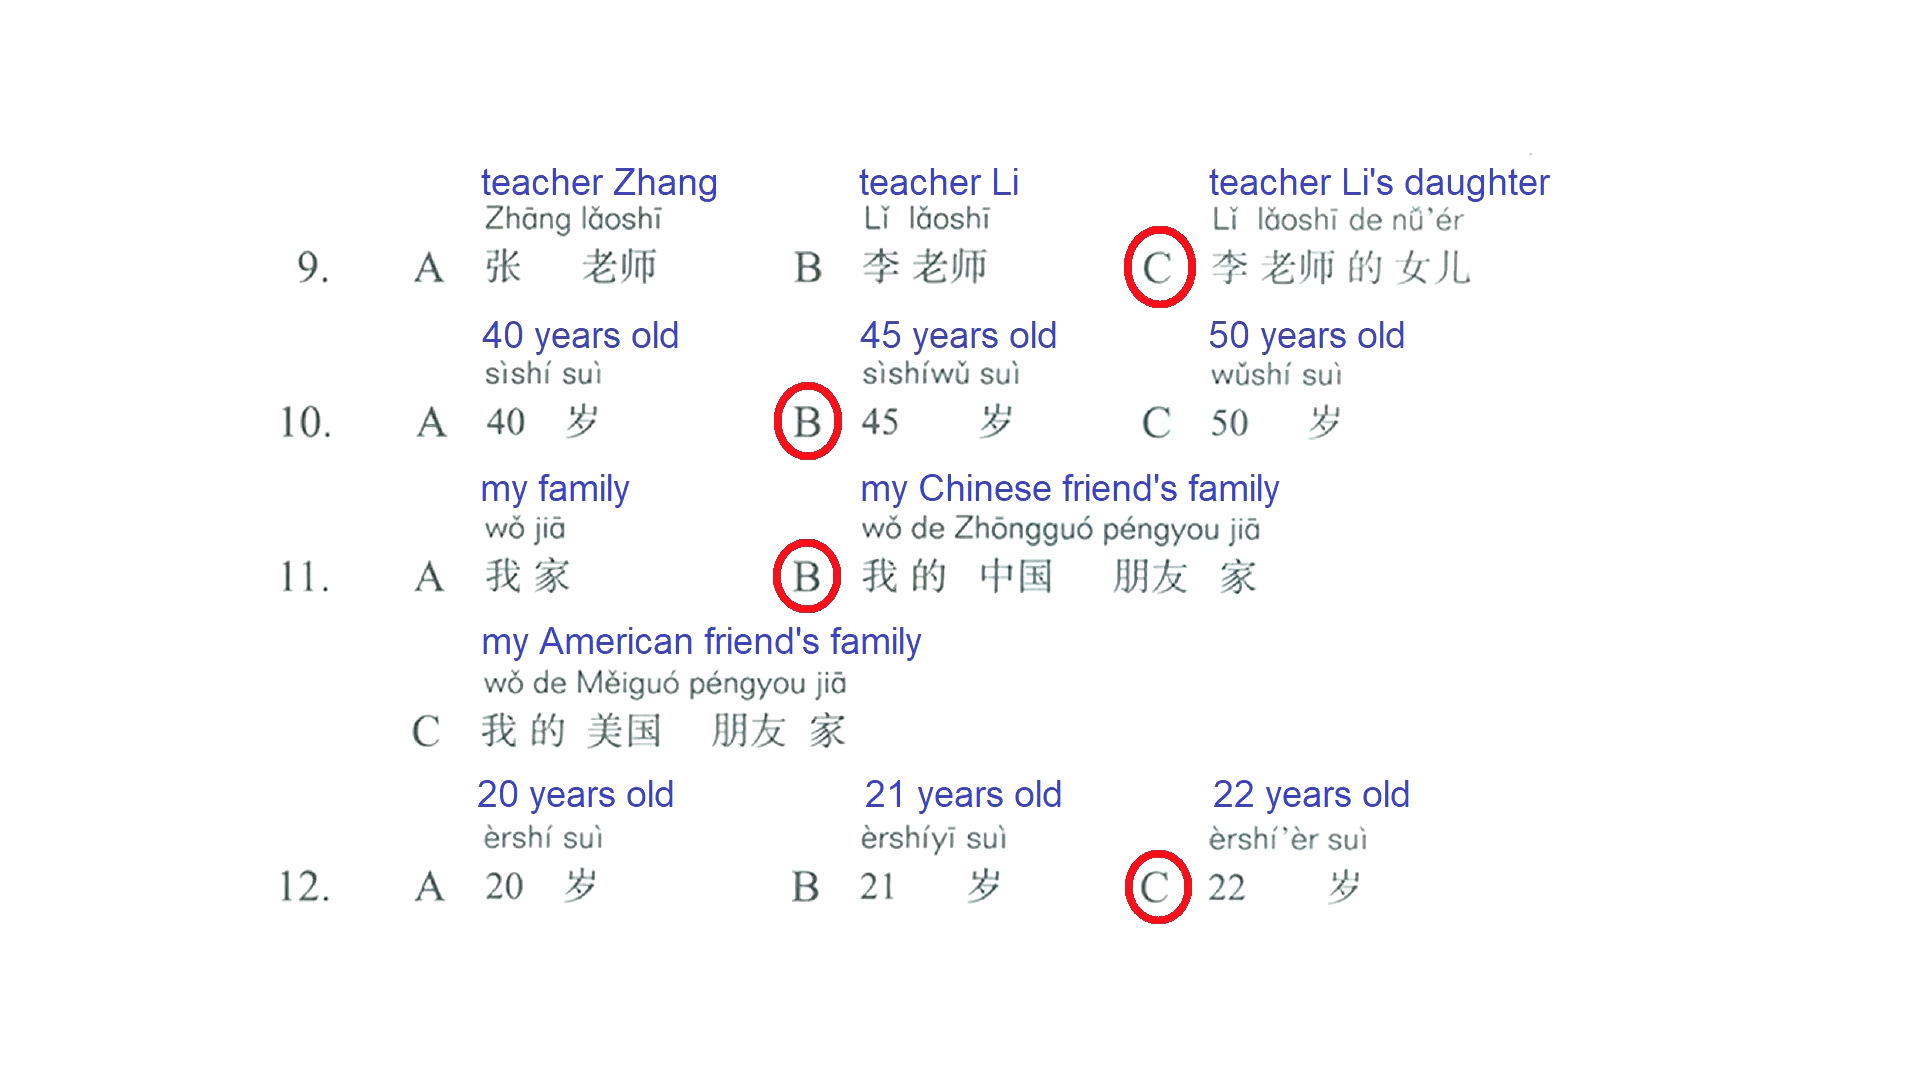 teacher Zhang teacher Li teacher Li's daughter
Zhāng lǎoshī Lǐ lǎoshī Lǐ lǎoshī de nǚ'ér
9. A 张 老师 B 李 老师 C 李 老师 的 女儿
40 years old 45 years old 50 years old
sìshí suì sìshíwǔ suì wǔshí suì
10. A 40 岁 B 45 岁 C 50 岁
my family my Chinese friend's family
wǒ jiā wǒ de Zhōngguó péngyou jiā
11. A 我 家 B 我 的 中国 朋友 家
my American friend's family
wǒ de Měiguó péngyou jiā
C 我 的 美国 朋友 家
20 years old 21 years old 22 years old
èrshí suì èrshíyī suì èrshí'èr suì
12. A 20 岁 B 21 岁 C 22 岁